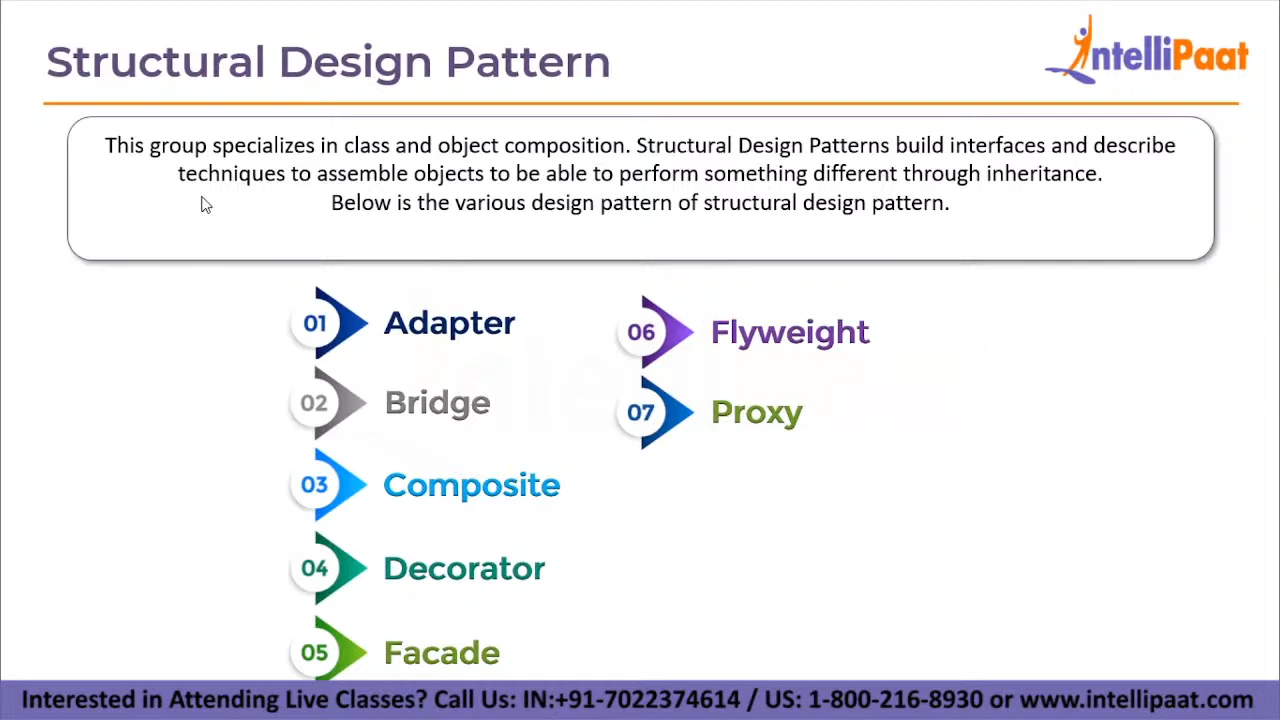 Structural Design Pattern
IntelliPaat
This group specializes in class and object composition. Structural Design Patterns build interfaces and describe
techniques to assemble objects to be able to perform something different through inheritance.
Below is the various design pattern of structural design pattern.
01 Adapter
02 Bridge
03 Composite
04 Decorator
05 Facade
06 Flyweight
07 Proxy
Interested in Attending Live Classes? Call Us: IN:+91-7022374614 / US: 1-800-216-8930 or www.intellipaat.com